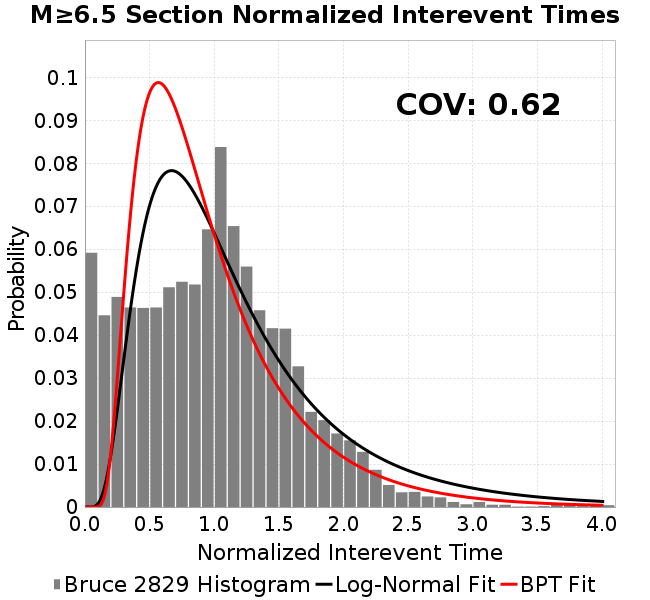 M≥6.5 Section Normalized Interevent Times
COV: 0.62
Probability
0.1
0.09
0.08
0.07
0.06
0.05
0.04
0.03
0.02
0.01
0
0.0 0.5 1.0 1.5 2.0 2.5 3.0 3.5 4.0
Normalized Interevent Time
Bruce 2829 Histogram Log-Normal Fit BPT Fit